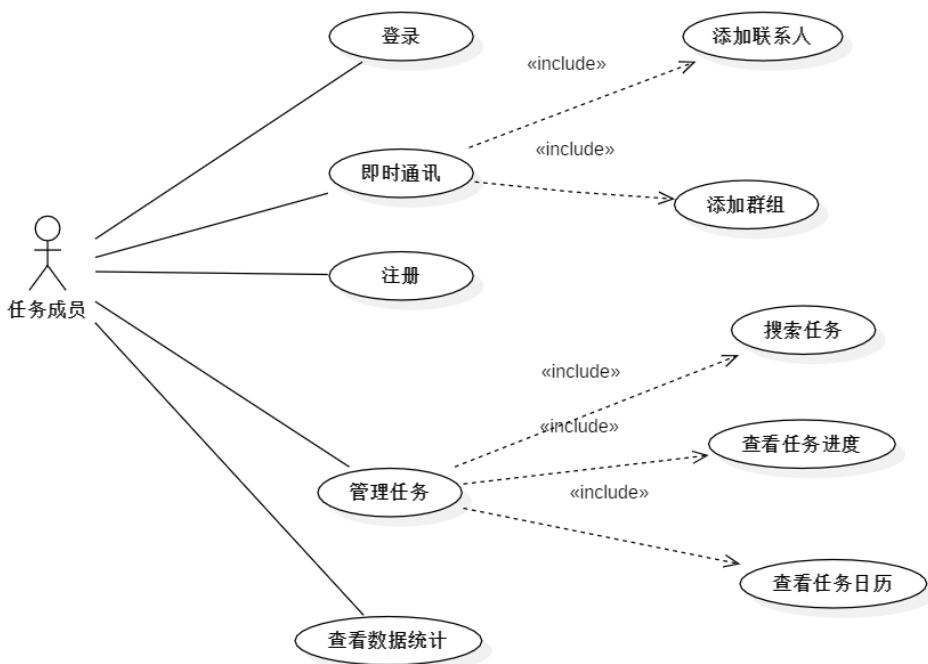 登录
添加联系人
«include»
即时通讯
«include»
添加群组
任务成员
注册
搜索任务
«include»
«include»
查看任务进度
管理任务
«include»
查看任务日历
查看数据统计